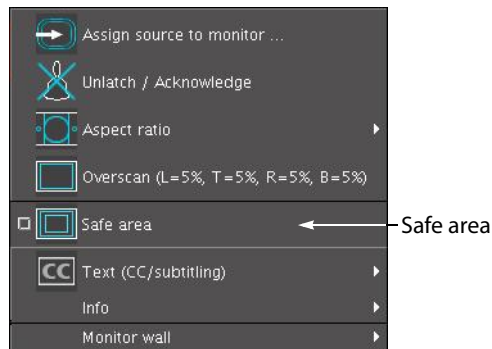 Assign source to monitor ...
Unlatch / Acknowledge
Aspect ratio
Overscan (L=5%, T=5%, R=5%, B=5%)
Safe area
Safe area
CC Text (CC/subtitling)
Info
Monitor wall